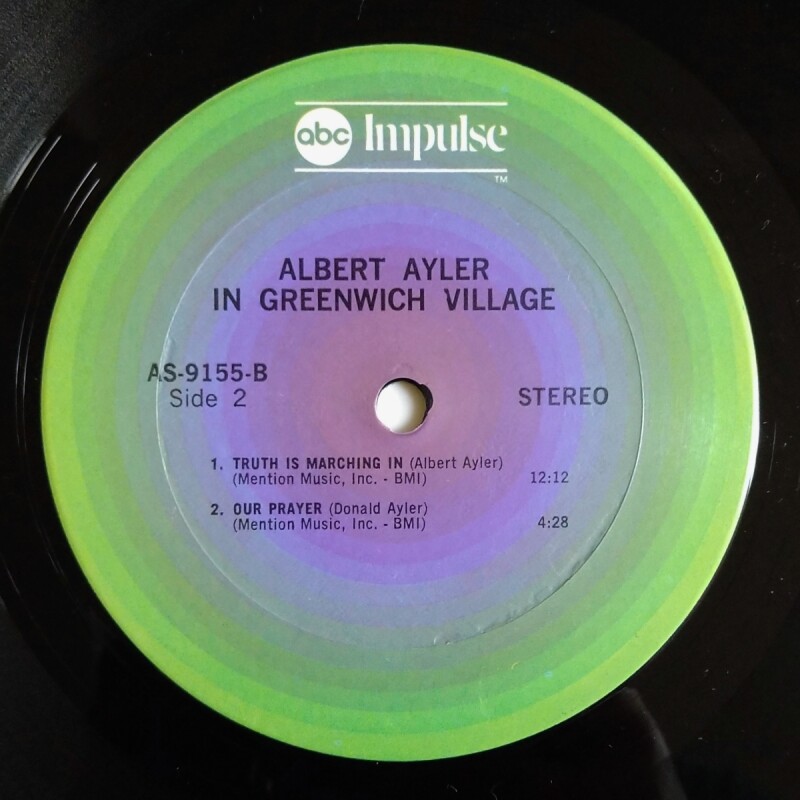 abc Impulse
TM
ALBERT AYLER
IN GREENWICH VILLAGE
AS-9155-B
Side 2
STEREO
1. TRUTH IS MARCHING IN (Albert Ayler)
(Mention Music, Inc. - BMI) 12:12
2. OUR PRAYER (Donald Ayler)
(Mention Music, Inc. - BMI) 4:28